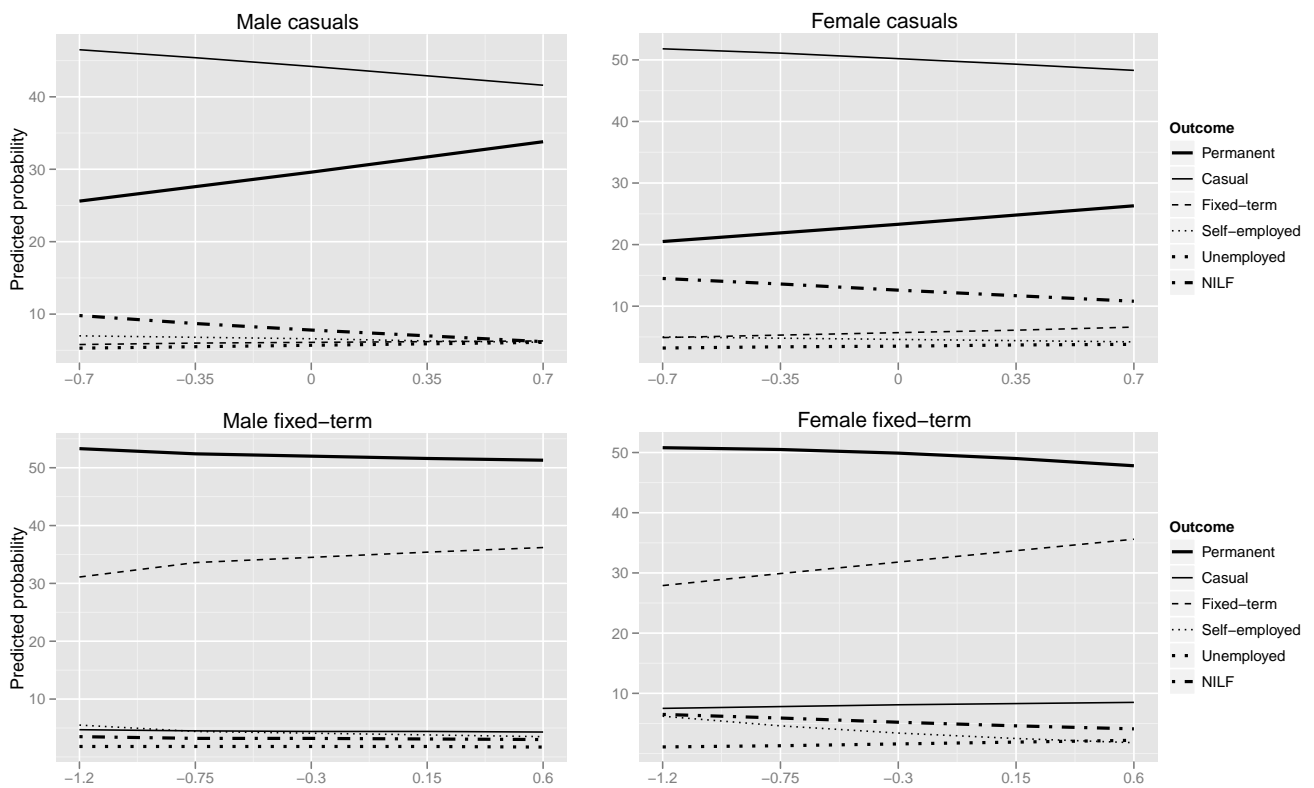 Male casuals
Predicted probability
40
30
20
10
−0.7 −0.35 0 0.35 0.7
Female casuals
50
40
30
20
10
−0.7 −0.35 0 0.35 0.7
Outcome
Permanent
Casual
Fixed−term
Self−employed
Unemployed
NILF
Male fixed−term
Predicted probability
50
40
30
20
10
−1.2 −0.75 −0.3 0.15 0.6
Female fixed−term
50
40
30
20
10
−1.2 −0.75 −0.3 0.15 0.6
Outcome
Permanent
Casual
Fixed−term
Self−employed
Unemployed
NILF